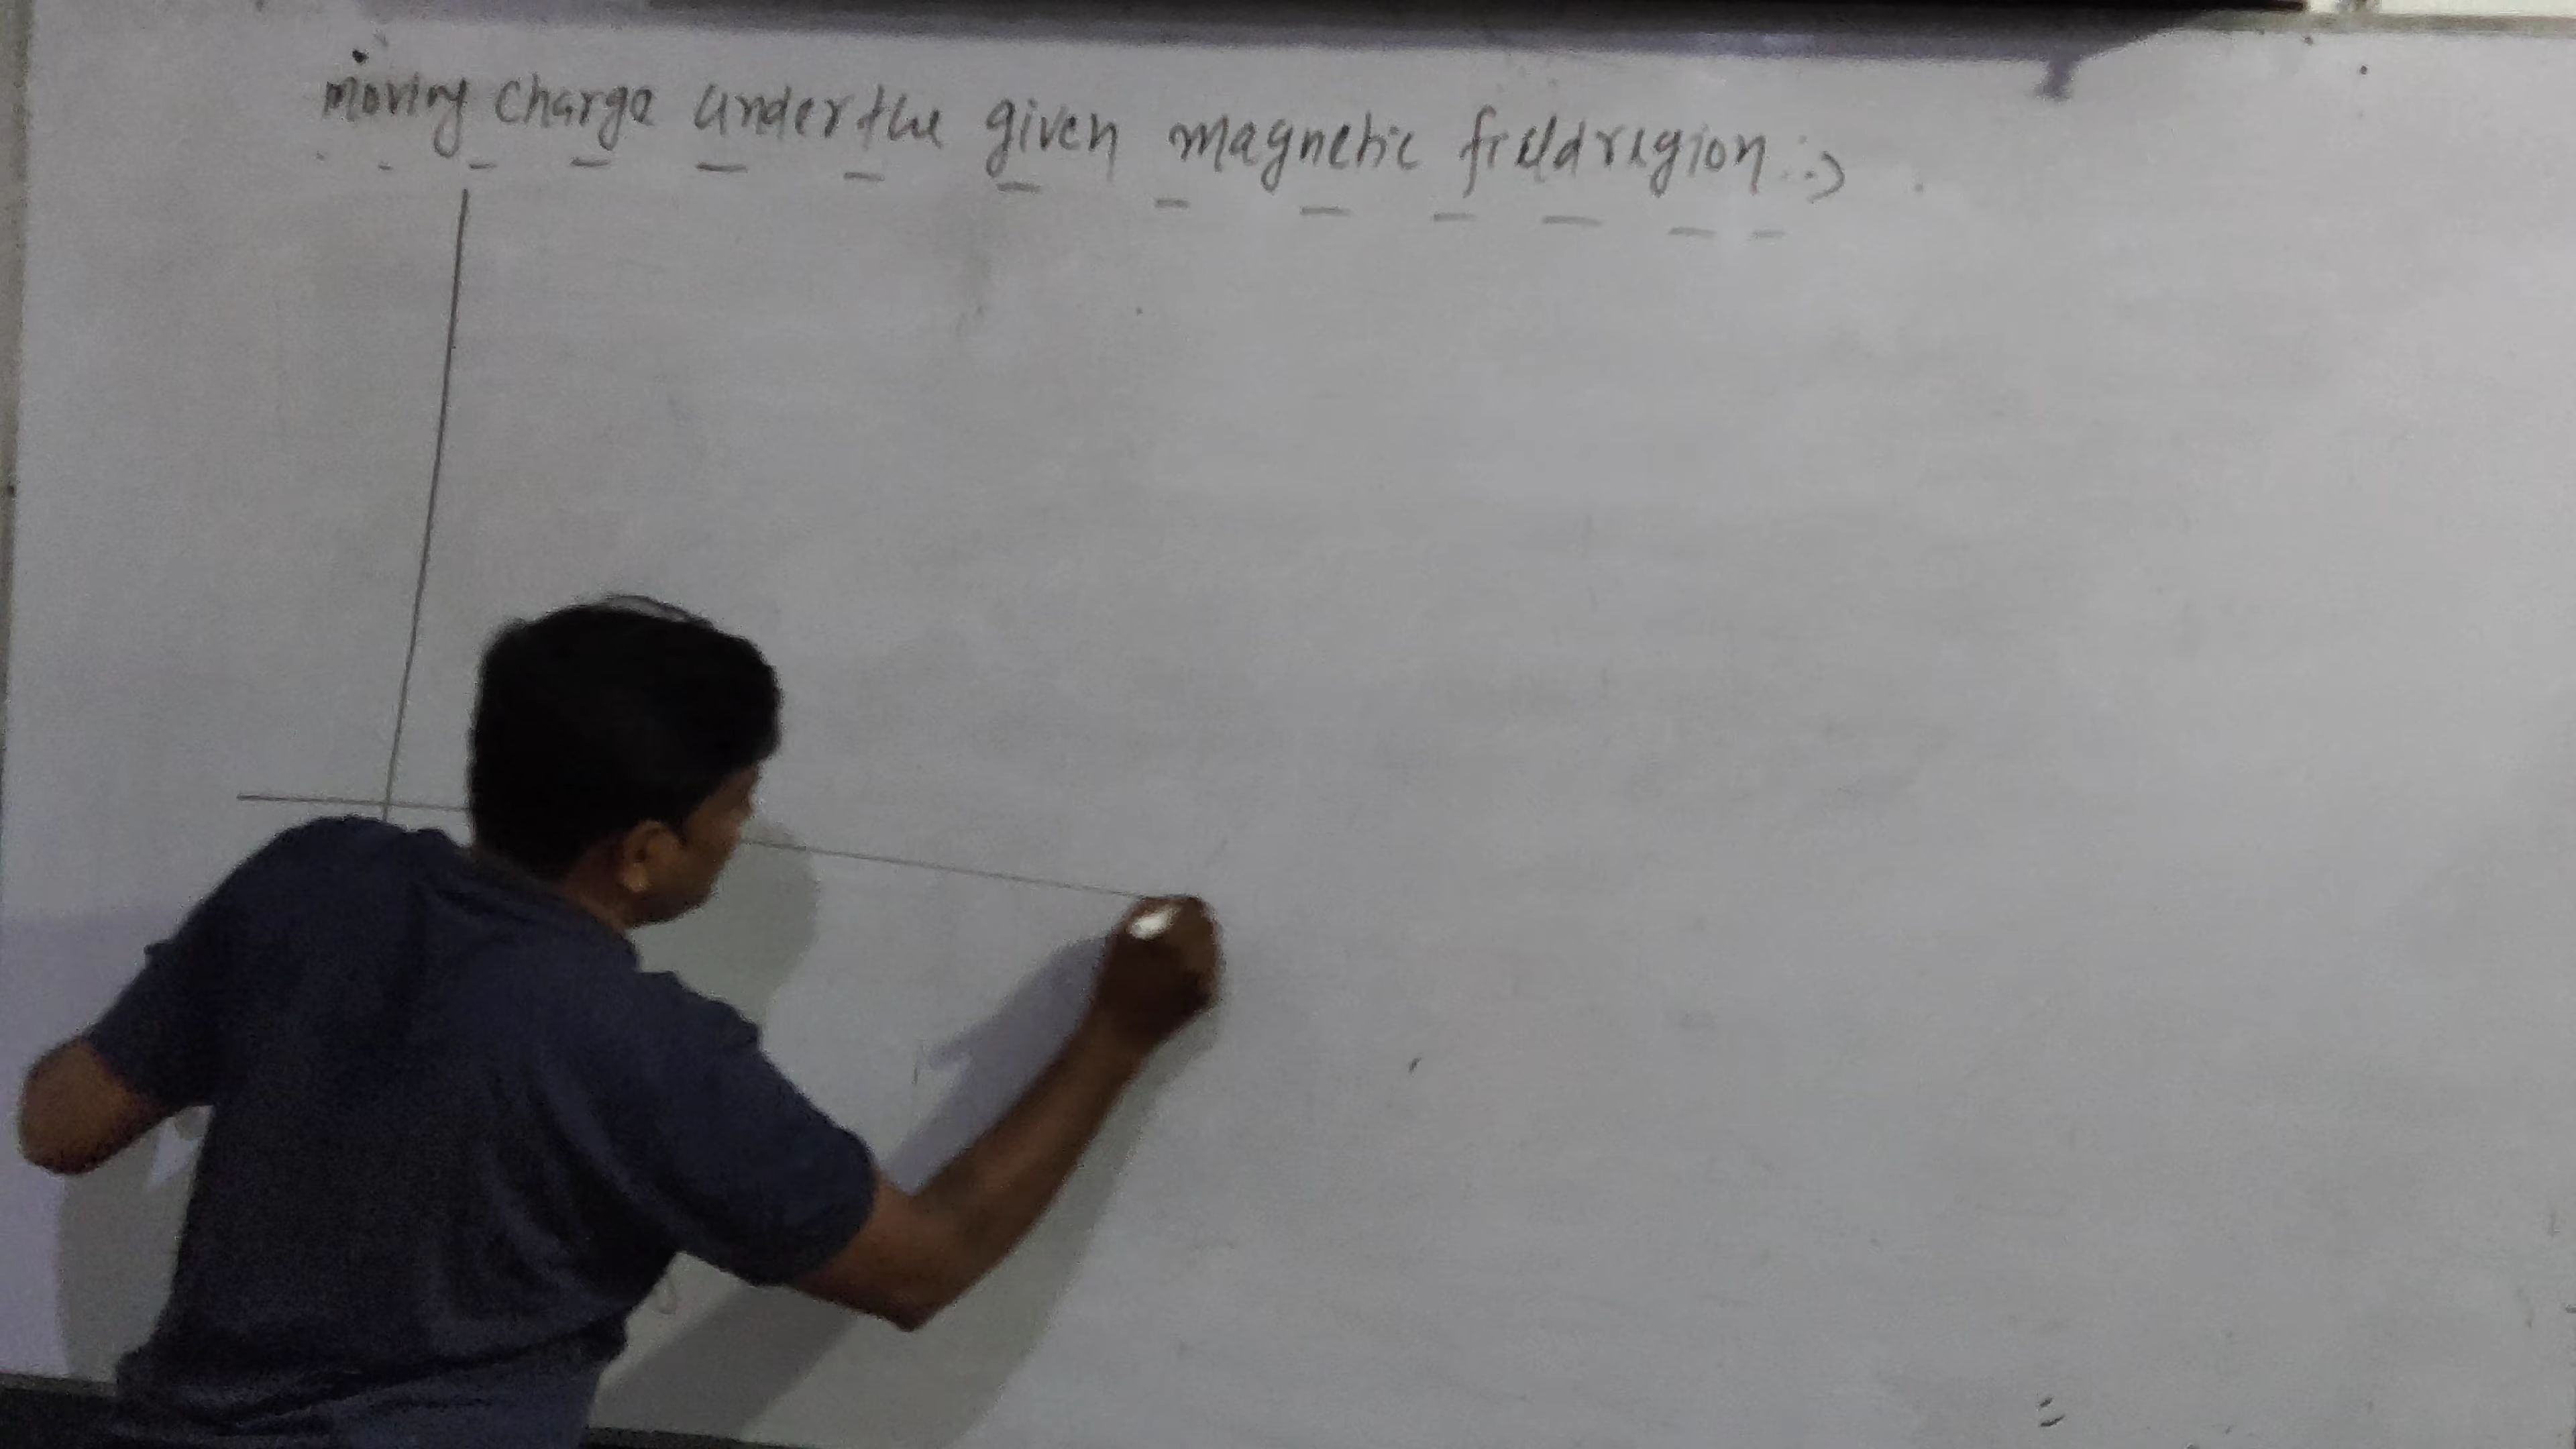 moving charge under the given magnetic field region :->